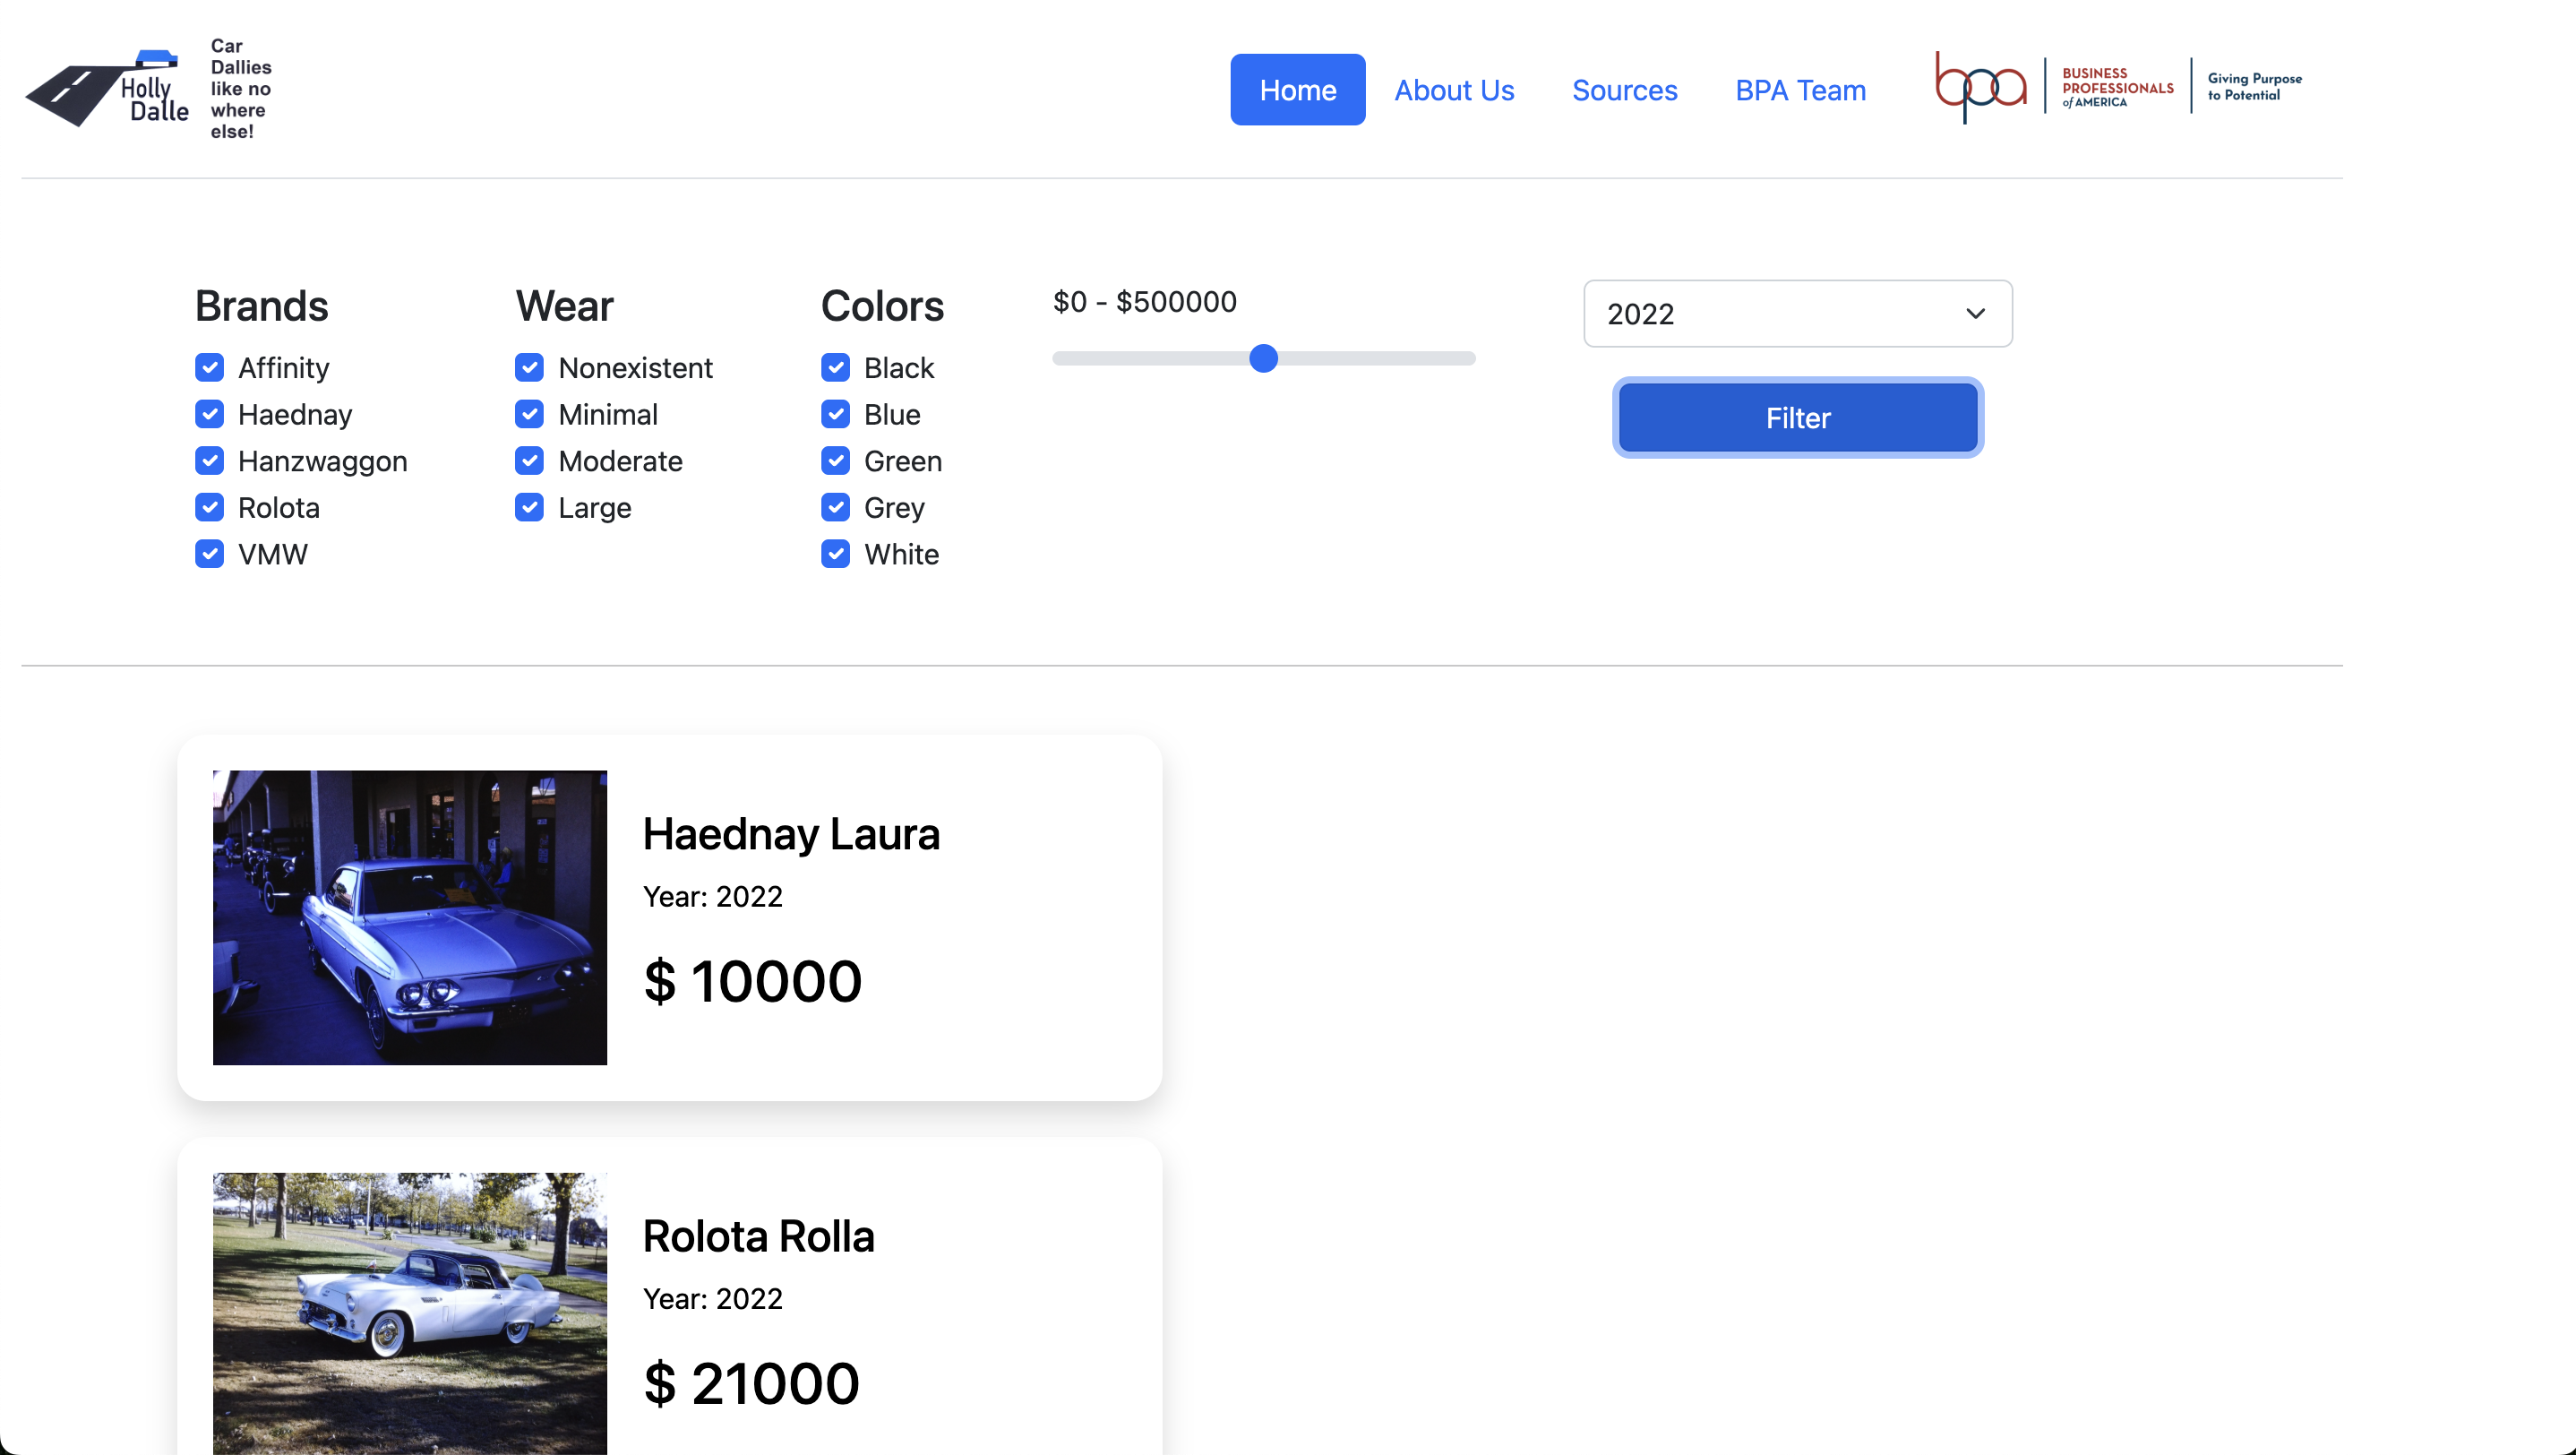 Holly
Dalle
Car
Dallies
like no
where
else!
Home
About Us
Sources
BPA Team
bpa
BUSINESS
PROFESSIONALS
of AMERICA
Giving Purpose
to Potential
Brands
Affinity
Haednay
Hanzwaggon
Rolota
VMW
Wear
Nonexistent
Minimal
Moderate
Large
Colors
Black
Blue
Green
Grey
White
$0 - $500000
2022
Filter
Haednay Laura
Year: 2022
$ 10000
Rolota Rolla
Year: 2022
$ 21000